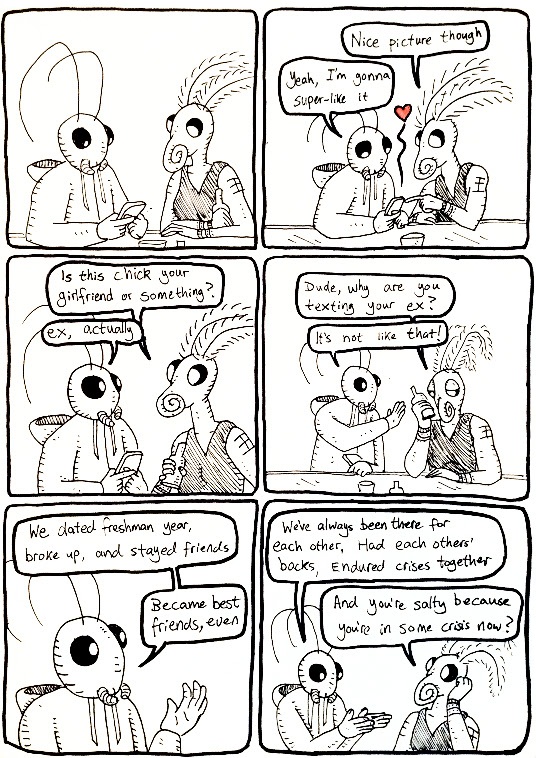 Nice picture though
Yeah, I'm gonna
super-like it
Is this chick your
girlfriend or something?
ex, actually
Dude, why are you
texting your ex?
It's not like that!
We dated freshman year,
broke up, and stayed friends
Became best
friends, even
We've always been there for
each other, Had each others'
backs, Endured crises together
And you're salty because
you're in some crisis now?